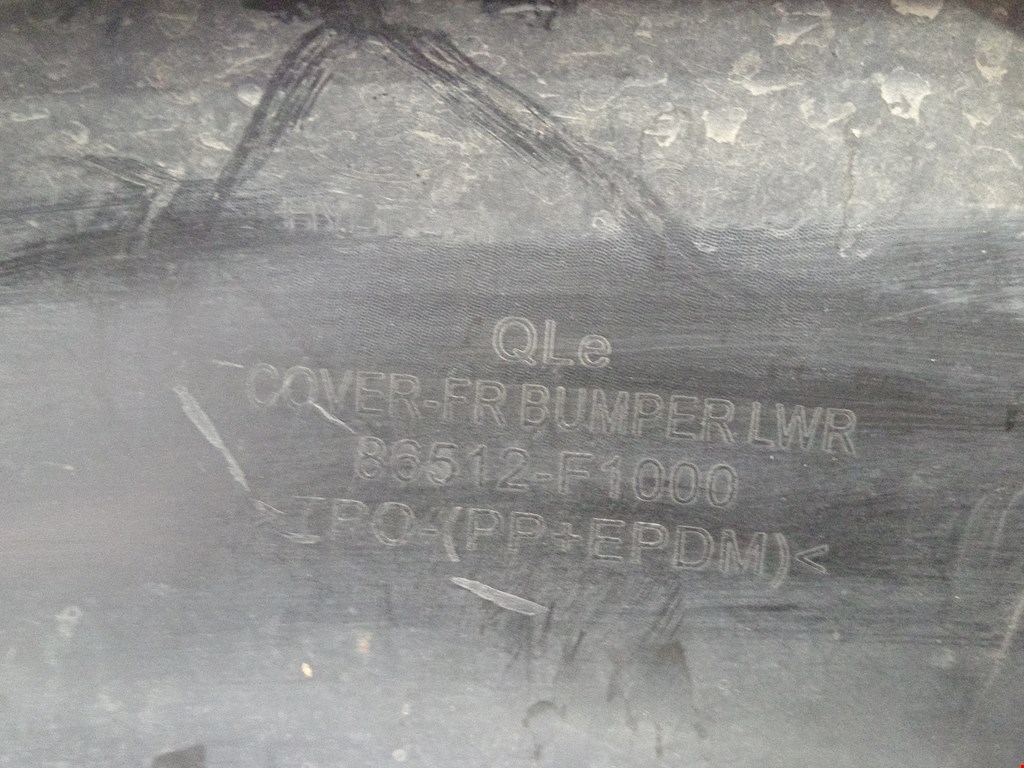 QLe
COVER-FR BUMPER LWR
86512-F1000
>TPO-(PP+EPDM)<